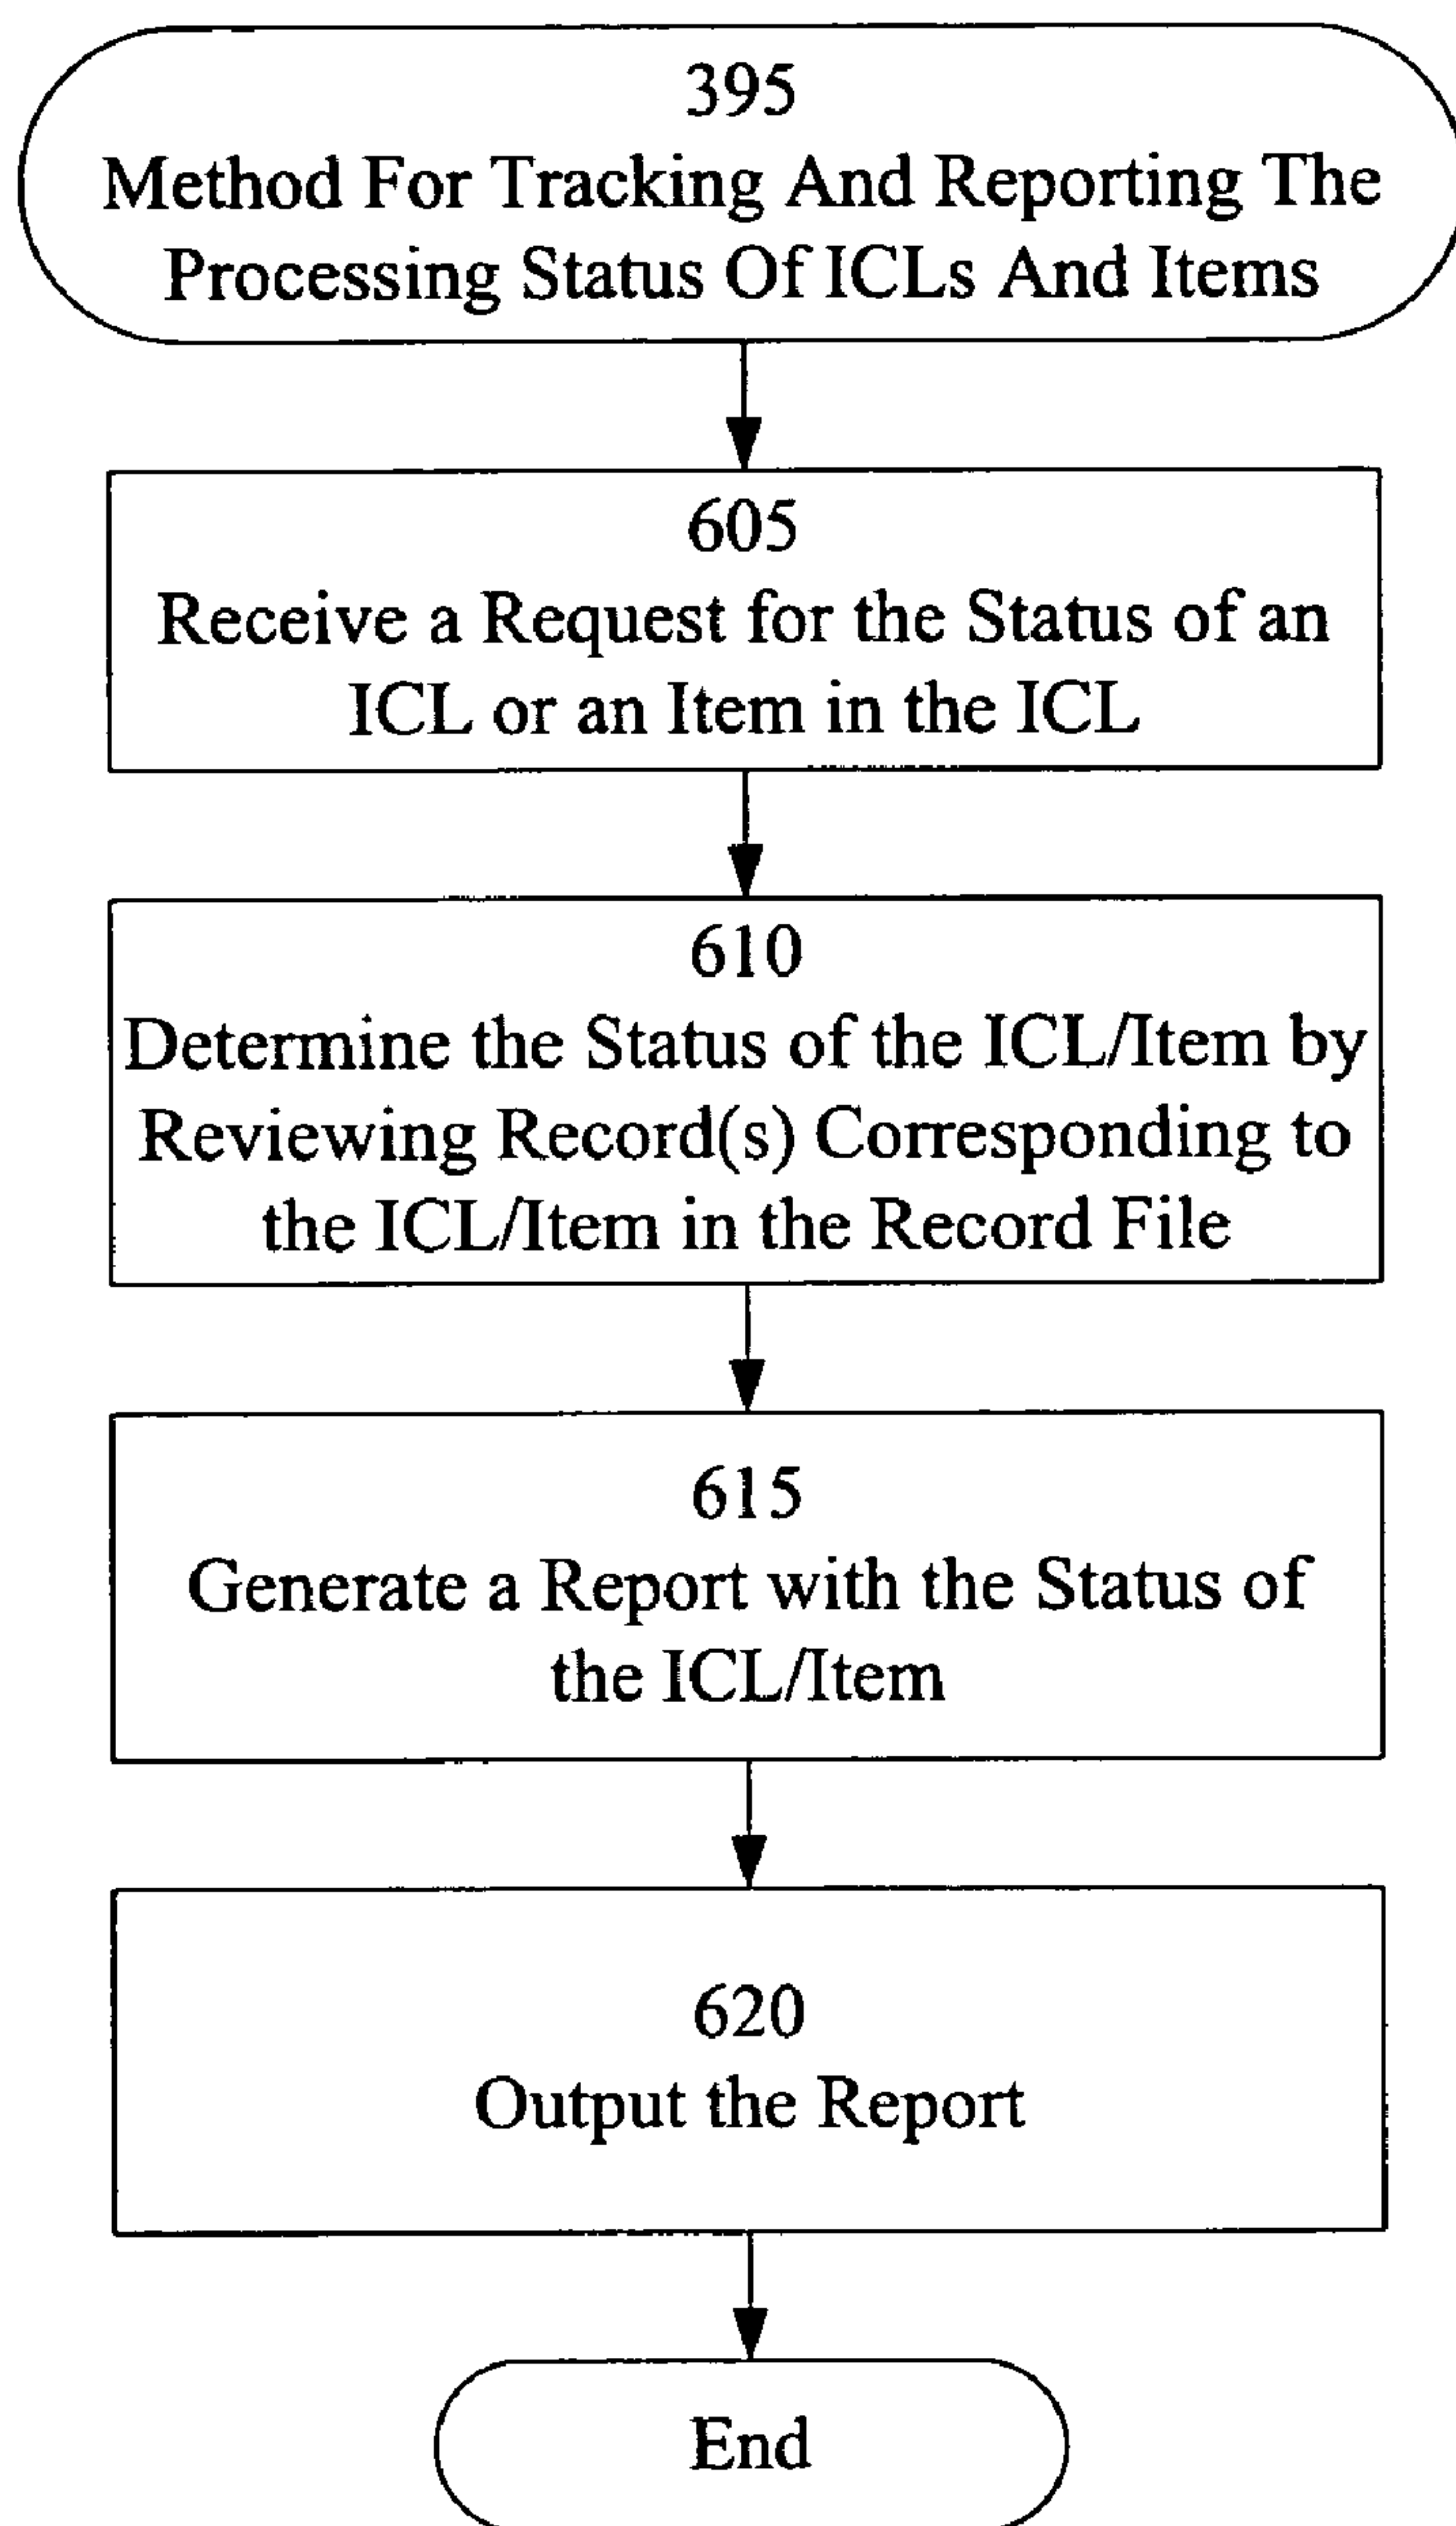 395
Method For Tracking And Reporting The
Processing Status Of ICLs And Items
605
Receive a Request for the Status of an
ICL or an Item in the ICL
610
Determine the Status of the ICL/Item by
Reviewing Record(s) Corresponding to
the ICL/Item in the Record File
615
Generate a Report with the Status of
the ICL/Item
620
Output the Report
End